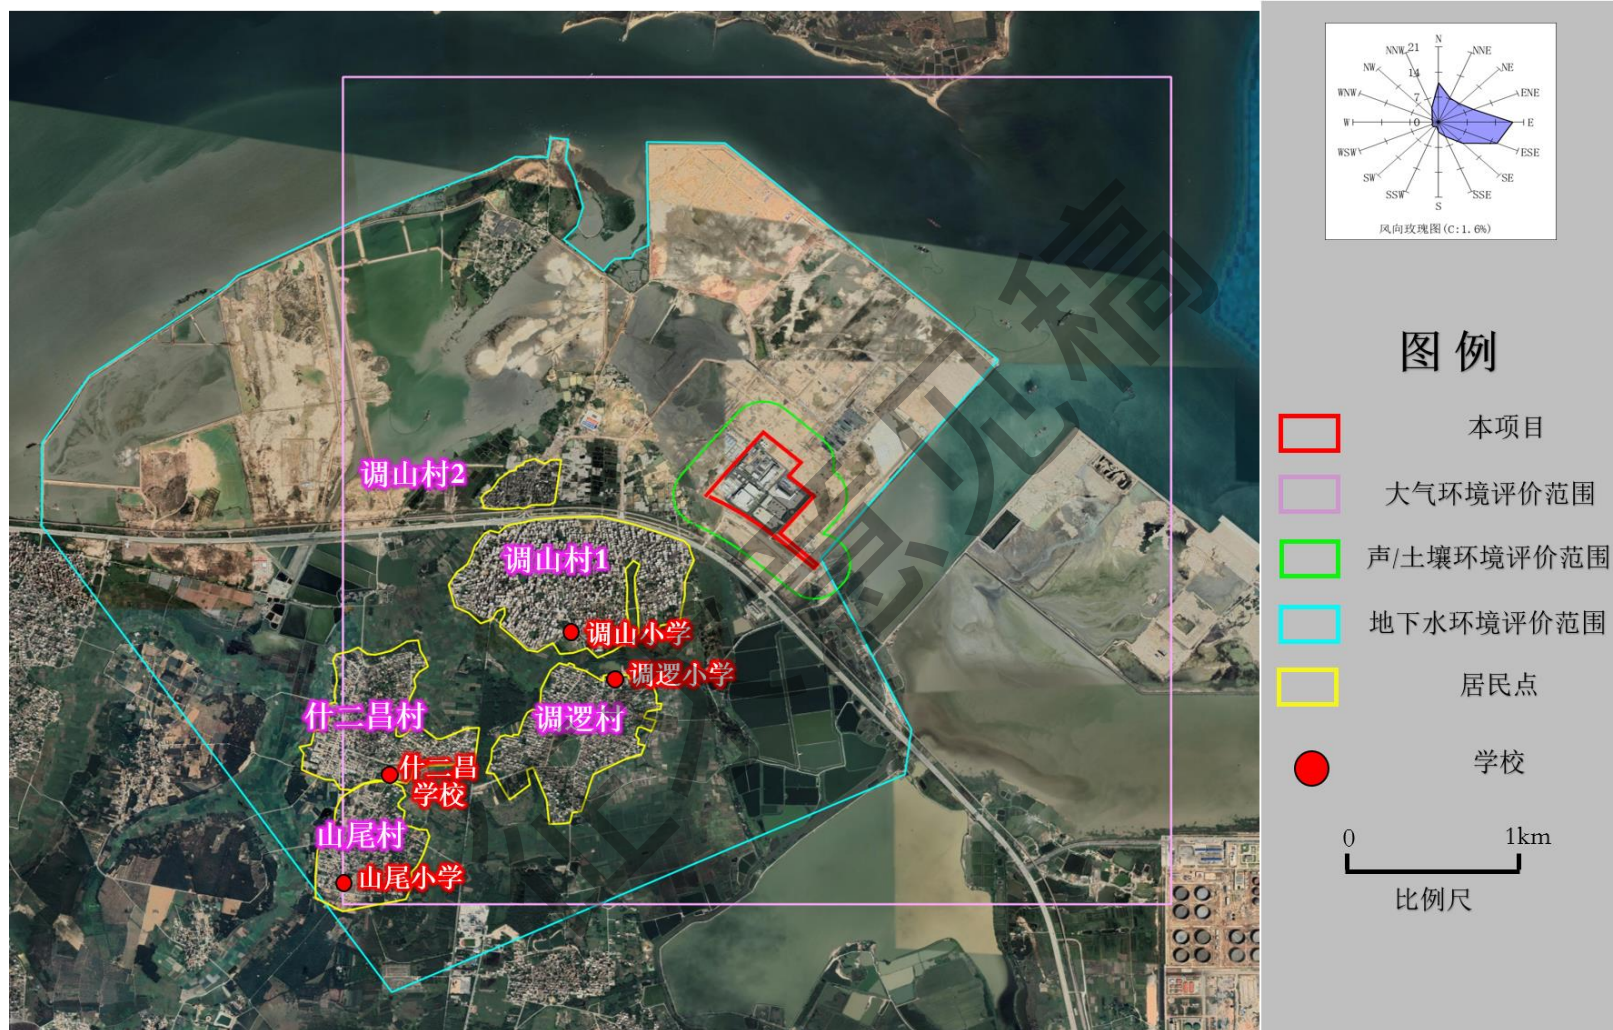 N
NNW
21
NNE
NW
14
NE
WNW
7
ENE
W
0
E
WSW
ESE
SW
SE
SSW
SSE
S
风向玫瑰图(C:1.6%)
图 例
本项目
大气环境评价范围
声/土壤环境评价范围
地下水环境评价范围
居民点
学校
0
1km
比例尺
调山村2
调山村1
调山小学
调逻小学
什二昌村
调逻村
什二昌
学校
山尾村
山尾小学
征求意见稿